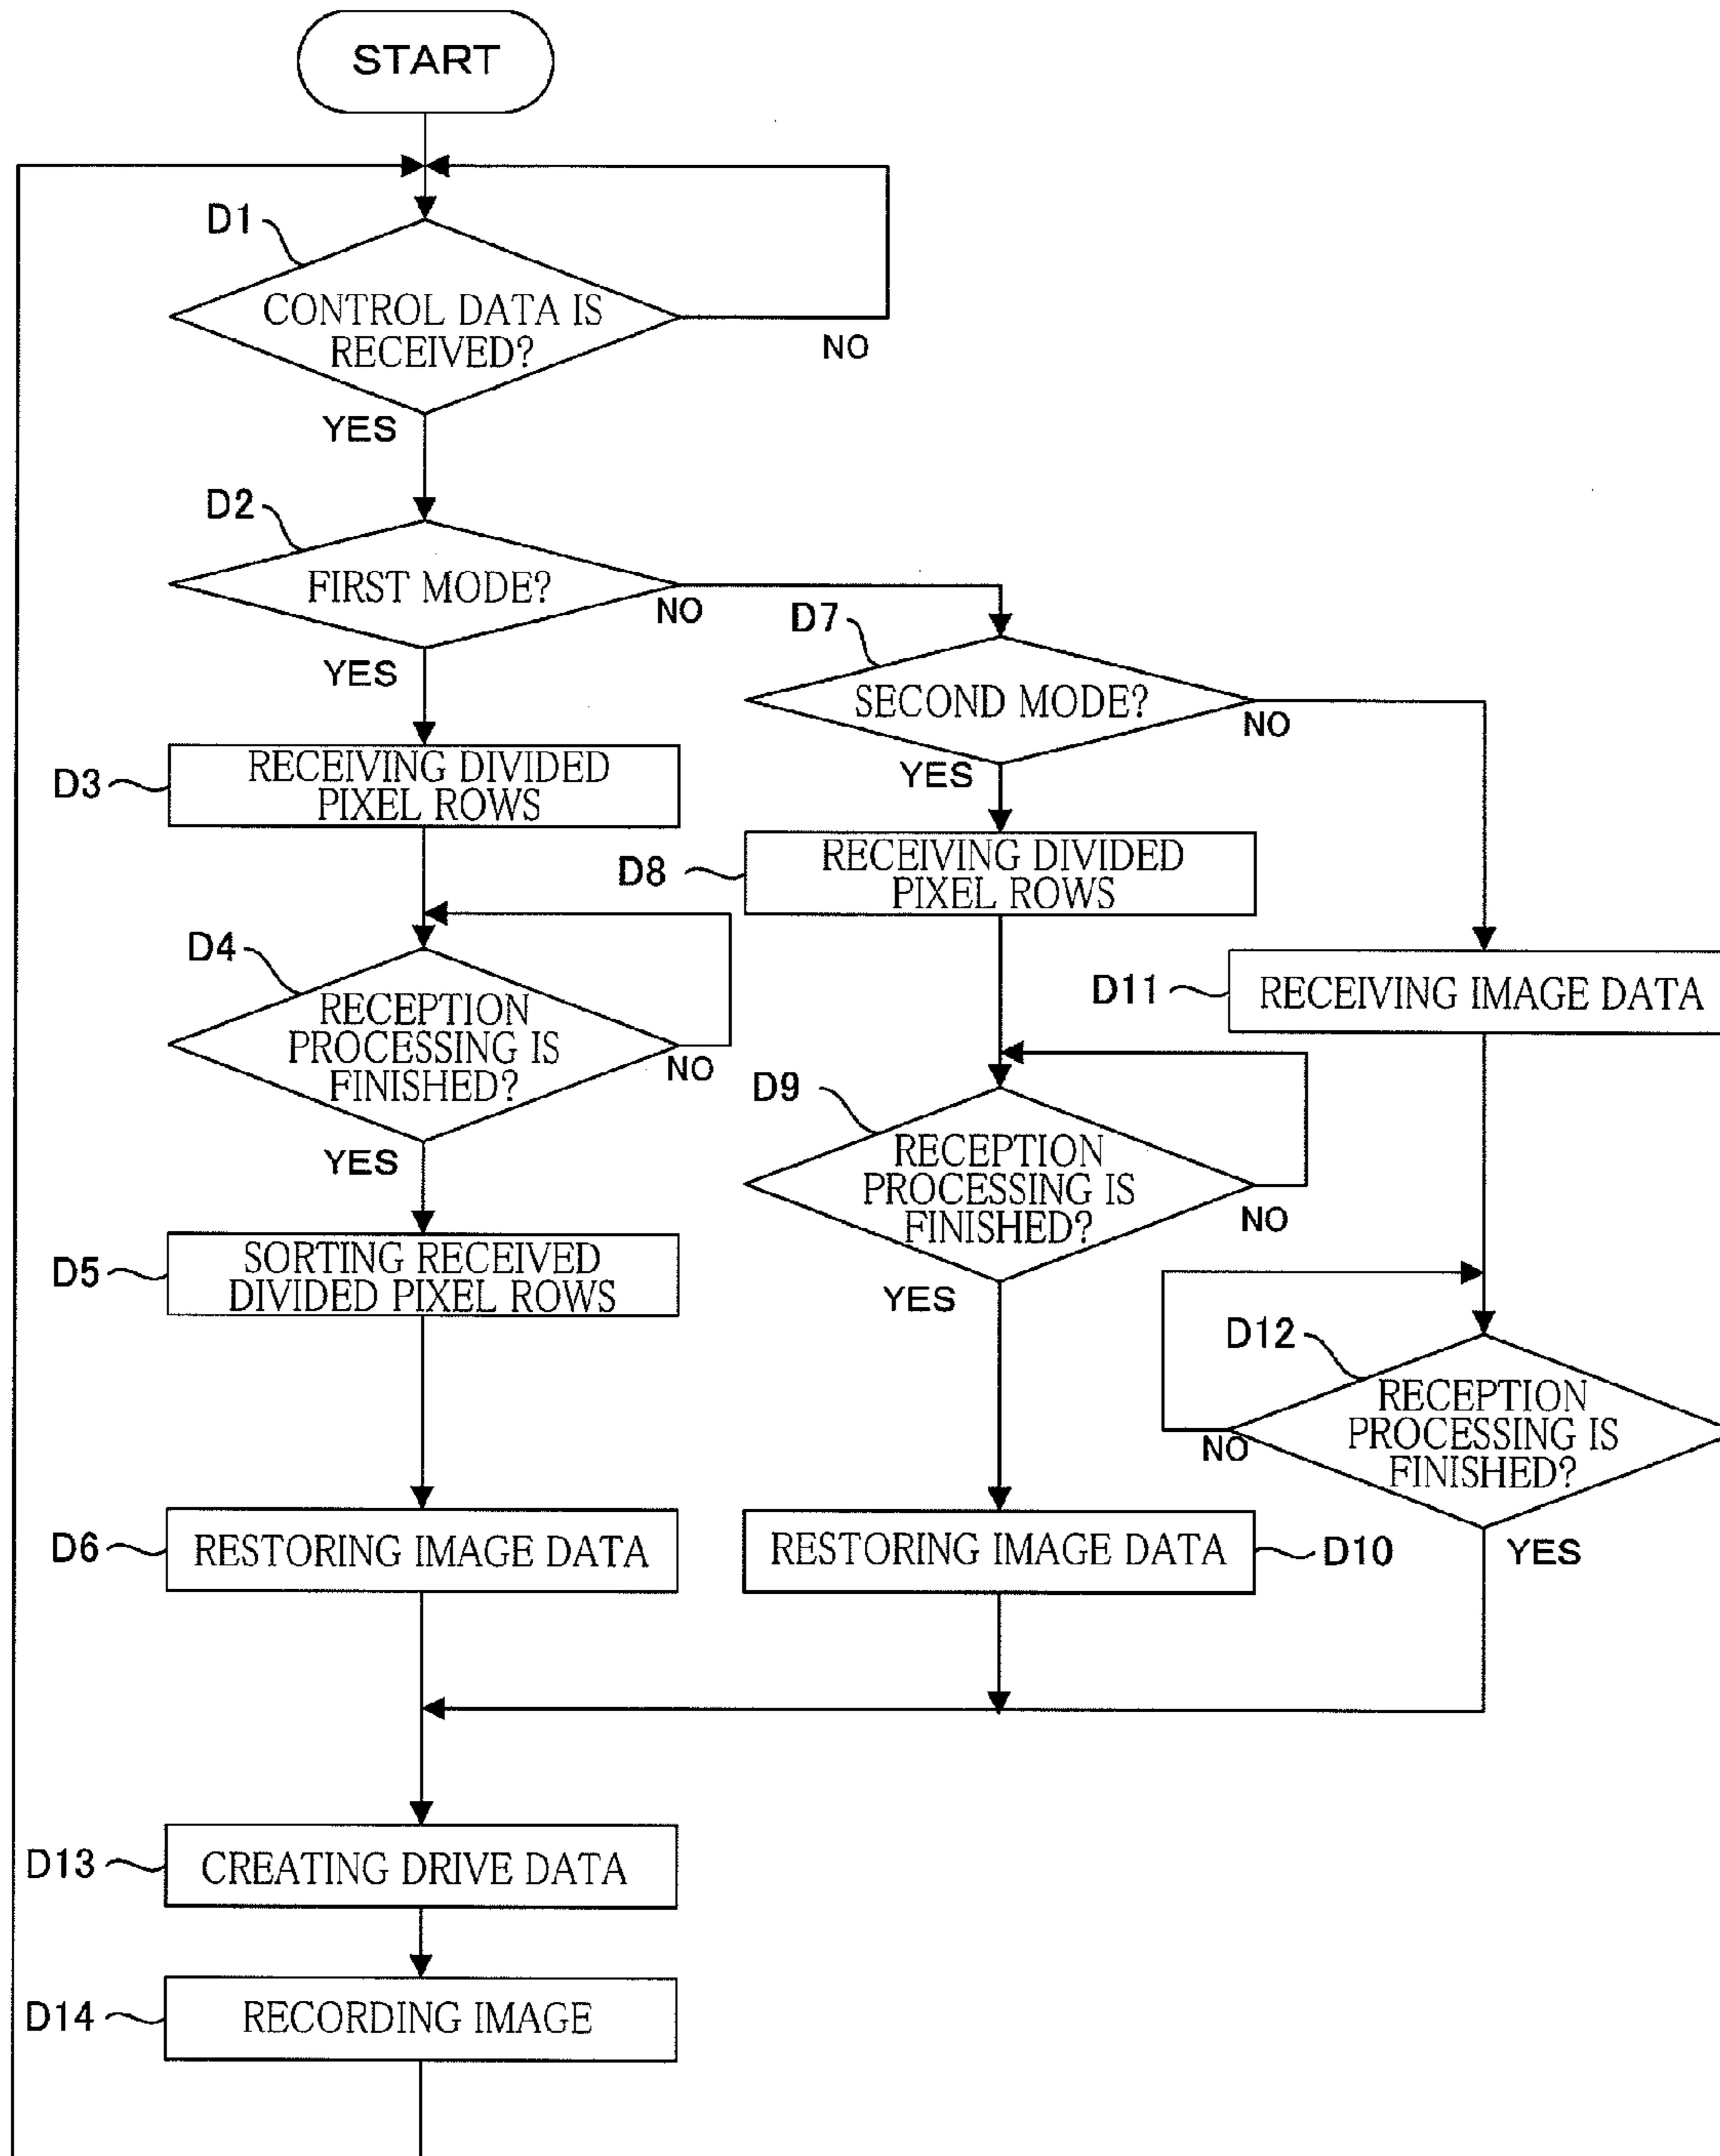 START
D1
CONTROL DATA IS
RECEIVED?
NO
YES
D2
FIRST MODE?
NO
YES
D7
SECOND MODE?
NO
YES
D3
RECEIVING DIVIDED
PIXEL ROWS
D8
RECEIVING DIVIDED
PIXEL ROWS
D4
RECEPTION
PROCESSING IS
FINISHED?
NO
YES
D11
RECEIVING IMAGE DATA
D9
RECEPTION
PROCESSING IS
FINISHED?
NO
YES
D5
SORTING RECEIVED
DIVIDED PIXEL ROWS
D12
RECEPTION
PROCESSING IS
FINISHED?
NO
YES
D6
RESTORING IMAGE DATA
RESTORING IMAGE DATA
D10
D13
CREATING DRIVE DATA
D14
RECORDING IMAGE